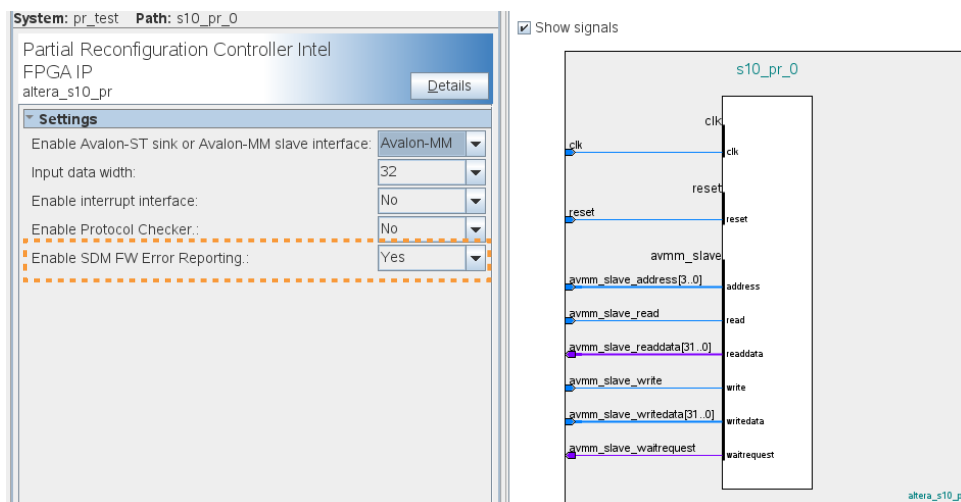 System: pr_test Path: s10_pr_0
Partial Reconfiguration Controller Intel
FPGA IP
altera_s10_pr
Details
Settings
Enable Avalon-ST sink or Avalon-MM slave interface: Avalon-MM
Input data width: 32
Enable interrupt interface: No
Enable Protocol Checker.: No
Enable SDM FW Error Reporting.: Yes
Show signals
s10_pr_0
clk
clk
clk
reset
reset
reset
avmm_slave
avmm_slave_address[3..0] address
avmm_slave_read read
avmm_slave_readdata[31..0] readdata
avmm_slave_write write
avmm_slave_writedata[31..0] writedata
avmm_slave_waitrequest waitrequest